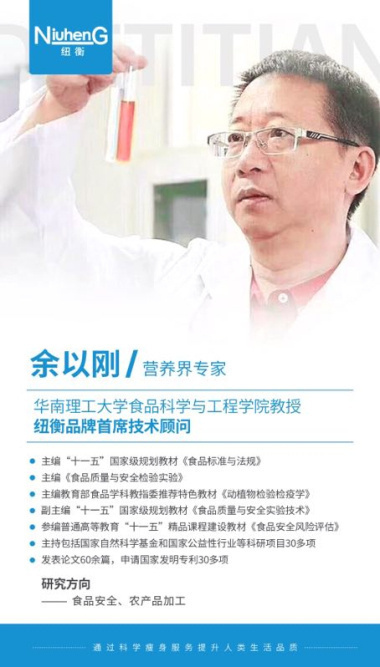 DIETITIAN
NiuhenG
纽衡
余以刚/营养界专家
华南理工大学食品科学与工程学院教授
纽衡品牌首席技术顾问
● 主编“十一五”国家级规划教材《食品标准与法规》
● 主编《食品质量与安全检验实验》
● 主编教育部食品学科教指委推荐特色教材《动植物检验检疫学》
● 副主编“十一五”国家级规划教材《食品质量与安全实验技术》
● 参编普通高等教育“十一五”精品课程建设教材《食品安全风险评估》
● 主持包括国家自然科学基金和国家公益性行业等科研项目30多项
● 发表论文60余篇，申请国家发明专利30多项
研究方向
—— 食品安全、农产品加工
通过科学瘦身服务提升人类生活品质